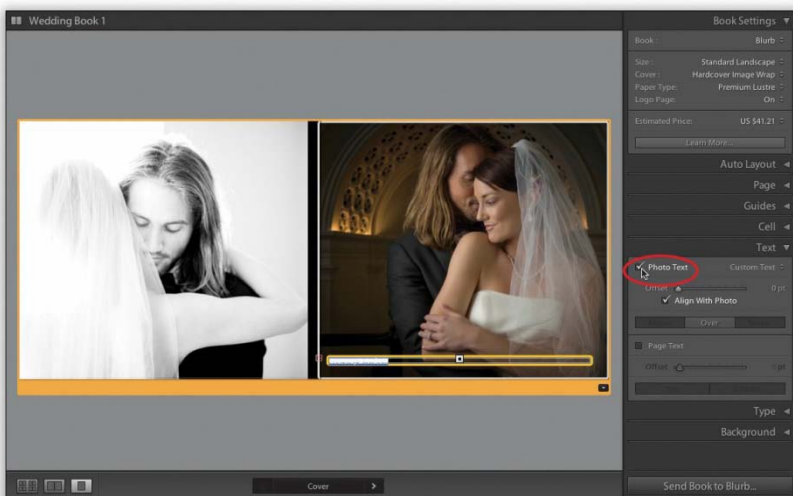 Wedding Book 1
Book Settings
Book: Blurb
Size: Standard Landscape
Cover: Hardcover Image Wrap
Paper Type: Premium Lustre
Logo Page: On
Estimated Price: US $41.21
Learn More...
Auto Layout
Page
Guides
Cell
Text
Photo Text Custom Text
Offset 0 pt
Align With Photo
Over
Page Text
Offset 0 pt
Type
Background
Cover
Send Book to Blurb...